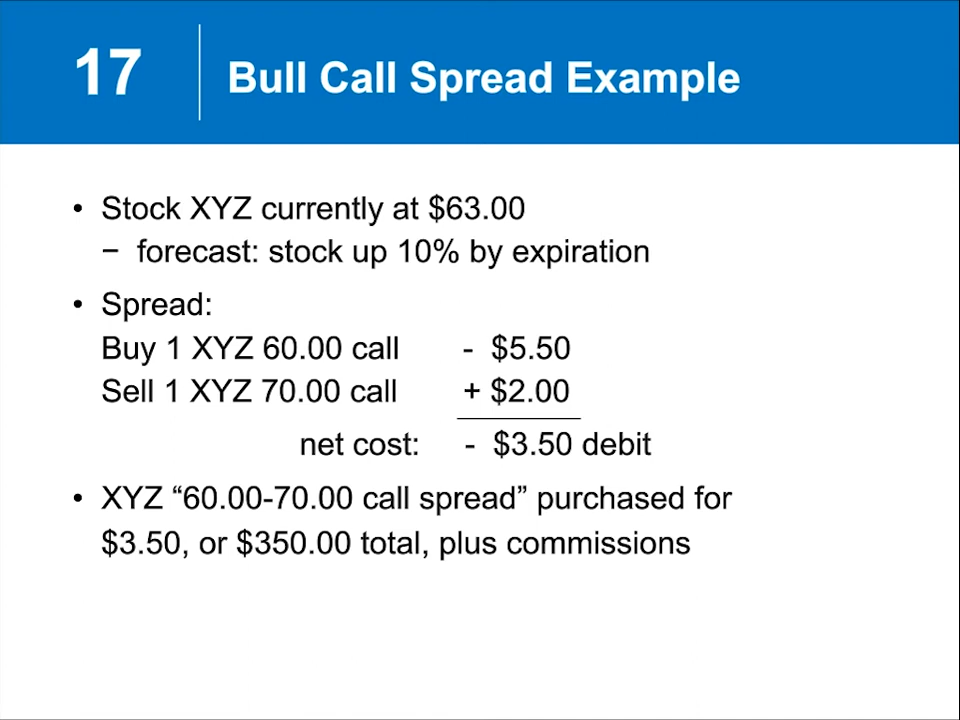 17
Bull Call Spread Example
• Stock XYZ currently at $63.00
− forecast: stock up 10% by expiration
• Spread:
Buy 1 XYZ 60.00 call - $5.50
Sell 1 XYZ 70.00 call + $2.00
net cost: - $3.50 debit
• XYZ “60.00-70.00 call spread” purchased for
$3.50, or $350.00 total, plus commissions